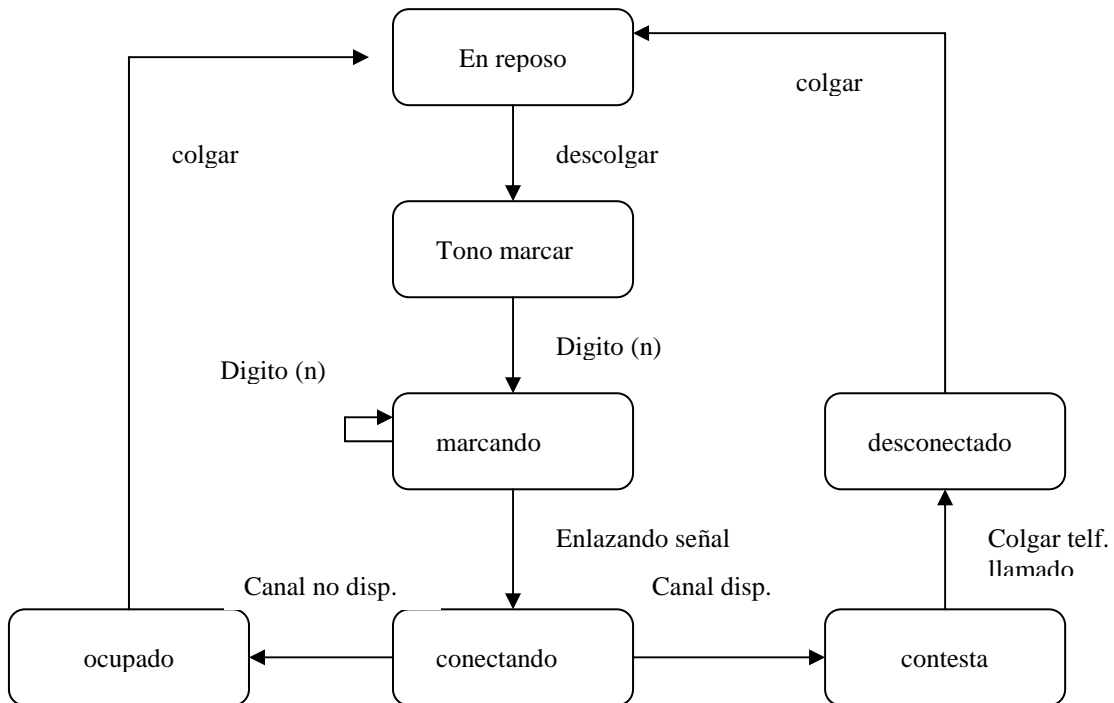 En reposo
colgar
colgar
descolgar
Tono marcar
Digito (n)
Digito (n)
marcando
desconectado
Enlazando señal
Colgar telf.
llamado
Canal no disp.
Canal disp.
ocupado
conectando
contesta